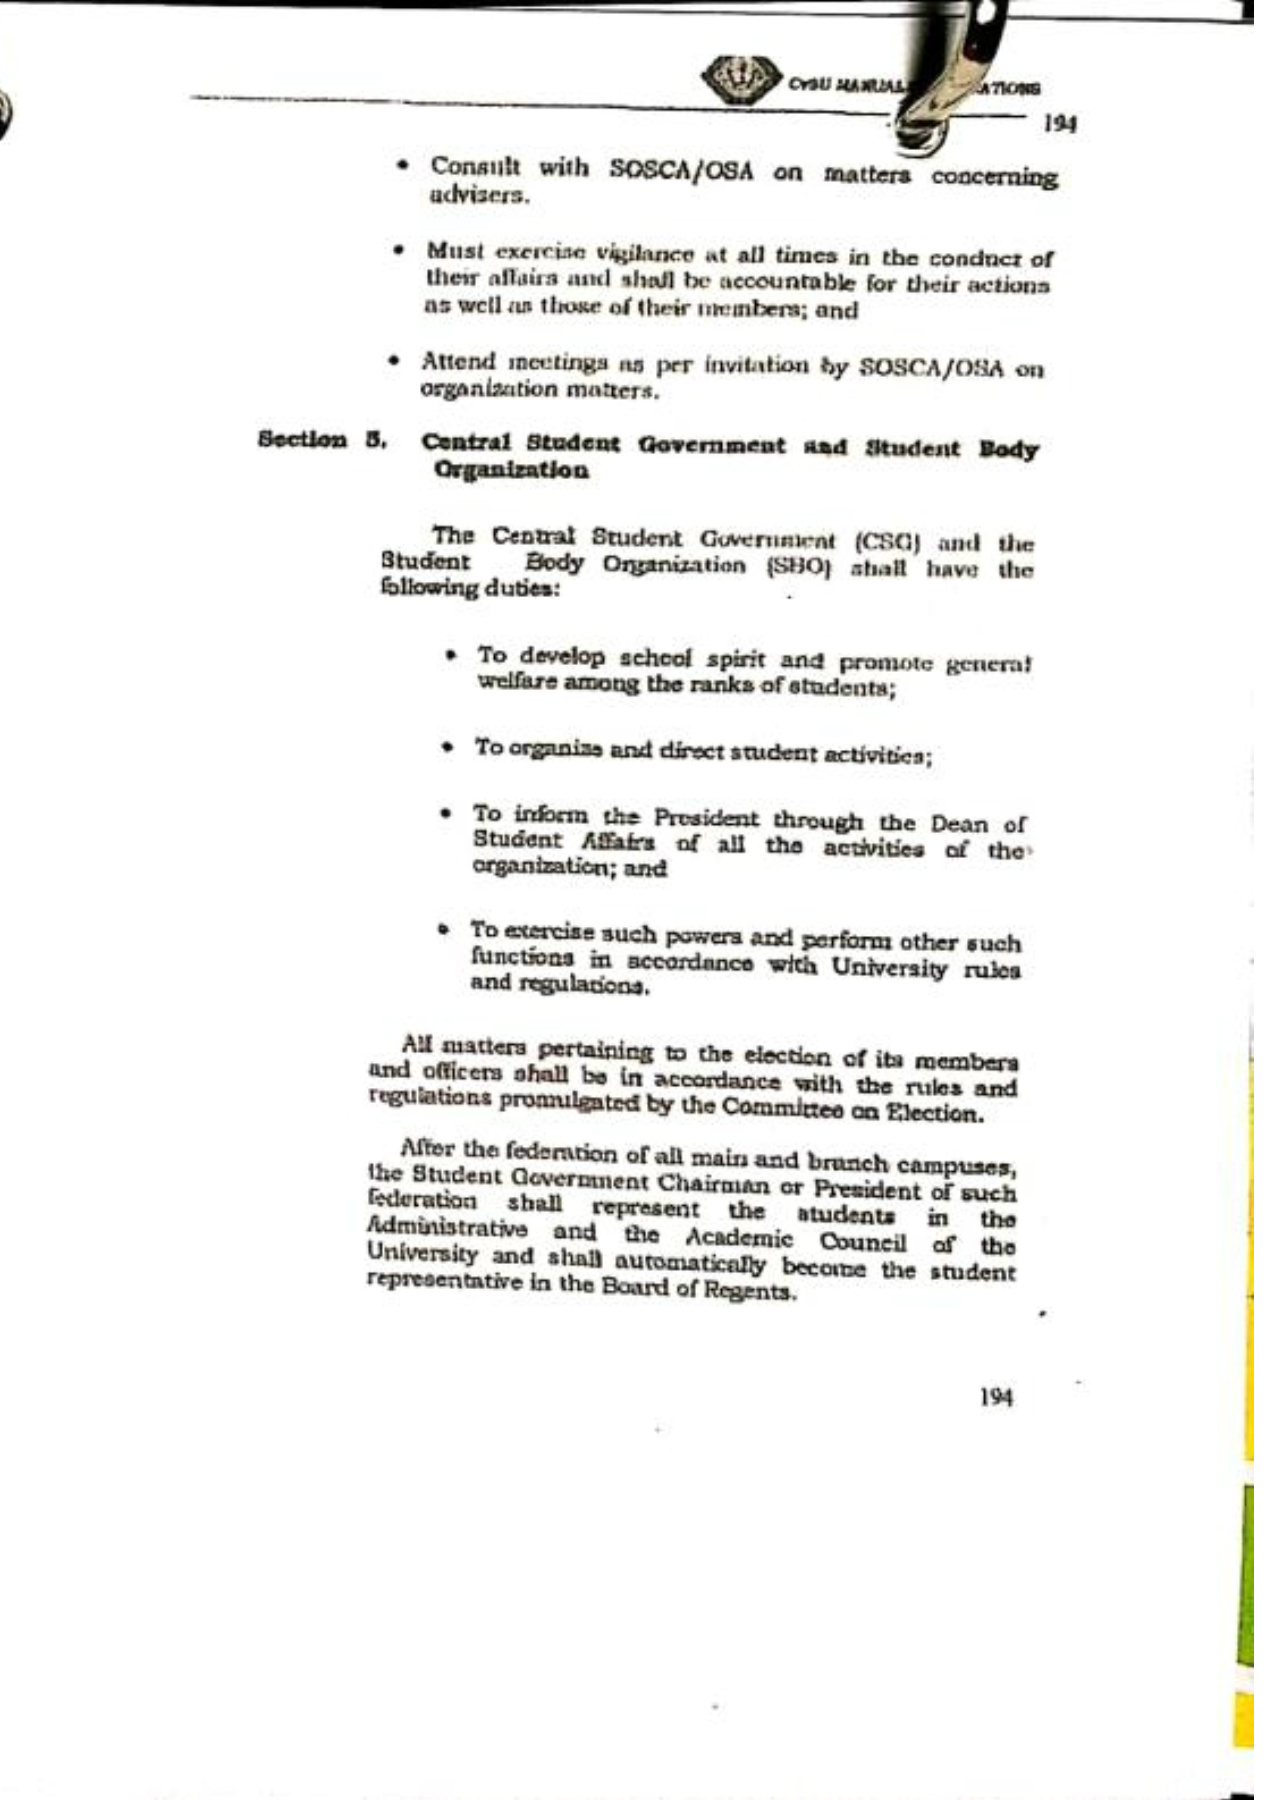 CvSU MANUAL ATIONS
194
• Consult with SOSCA/OSA on matters concerning
advisers.
• Must exercise vigilance at all times in the conduct of
their affairs and shall be accountable for their actions
as well as those of their members; and
• Attend meetings as per invitation by SOSCA/OSA on
organization matters.
Section 5. Central Student Government and Student Body
Organization
The Central Student Government (CSG) and the
Student Body Organization (SBO) shall have the
following duties:
• To develop school spirit and promote general
welfare among the ranks of students;
• To organize and direct student activities;
• To inform the President through the Dean of
Student Affairs of all the activities of the
organization; and
• To exercise such powers and perform other such
functions in accordance with University rules
and regulations.
All matters pertaining to the election of its members
and officers shall be in accordance with the rules and
regulations promulgated by the Committee on Election.
After the federation of all main and branch campuses,
the Student Government Chairman or President of such
federation shall represent the students in the
Administrative and the Academic Council of the
University and shall automatically become the student
representative in the Board of Regents.
194